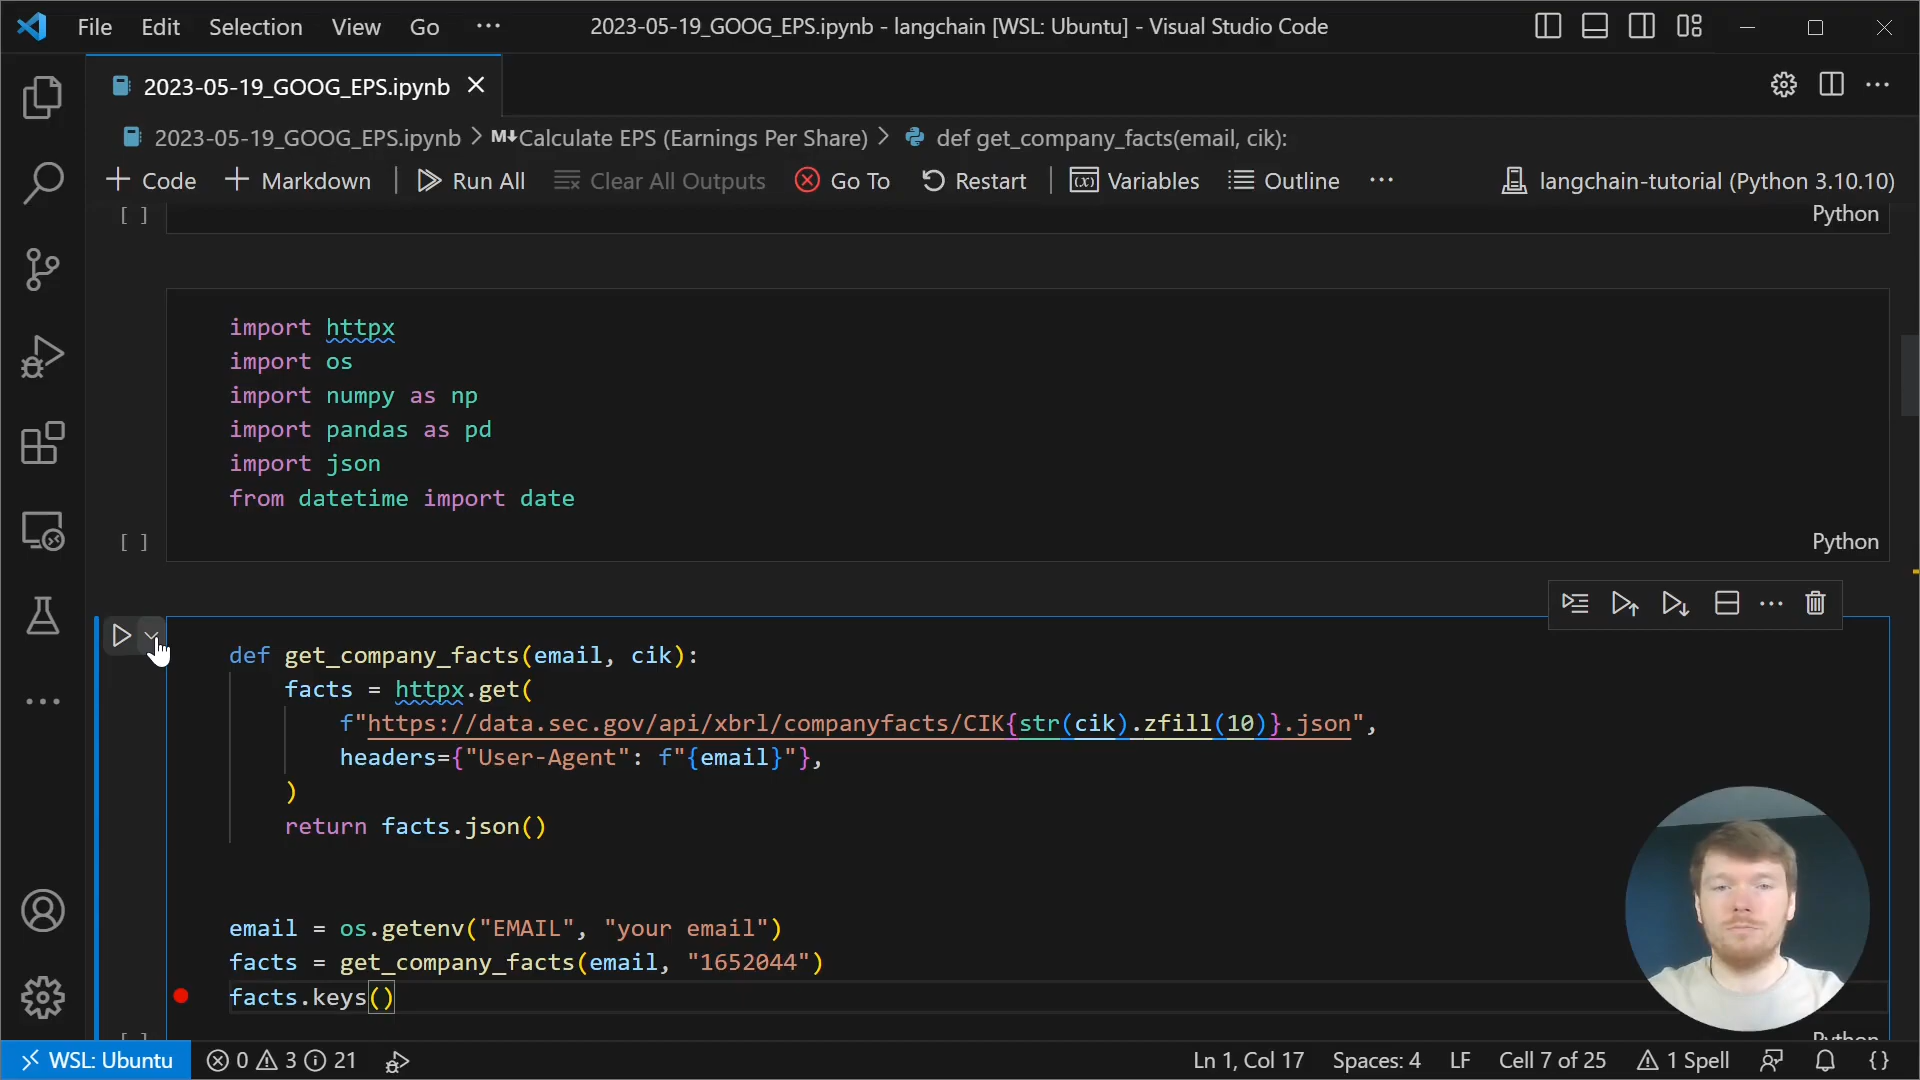 File Edit Selection View Go ··· 2023-05-19_GOOG_EPS.ipynb - langchain [WSL: Ubuntu] - Visual Studio Code
2023-05-19_GOOG_EPS.ipynb
2023-05-19_GOOG_EPS.ipynb > M↓Calculate EPS (Earnings Per Share) > def get_company_facts(email, cik):
+ Code + Markdown | Run All Clear All Outputs Go To Restart | Variables Outline ··· langchain-tutorial (Python 3.10.10)
[ ] Python
import httpx
import os
import numpy as np
import pandas as pd
import json
from datetime import date
[ ] Python
def get_company_facts(email, cik):
    facts = httpx.get(
        f"https://data.sec.gov/api/xbrl/companyfacts/CIK{str(cik).zfill(10)}.json",
        headers={"User-Agent": f"{email}"},
    )
    return facts.json()
email = os.getenv("EMAIL", "your email")
facts = get_company_facts(email, "1652044")
facts.keys()
[ ] Python
WSL: Ubuntu 0 3 21 Ln 1, Col 17 Spaces: 4 LF Cell 7 of 25 1 Spell {}